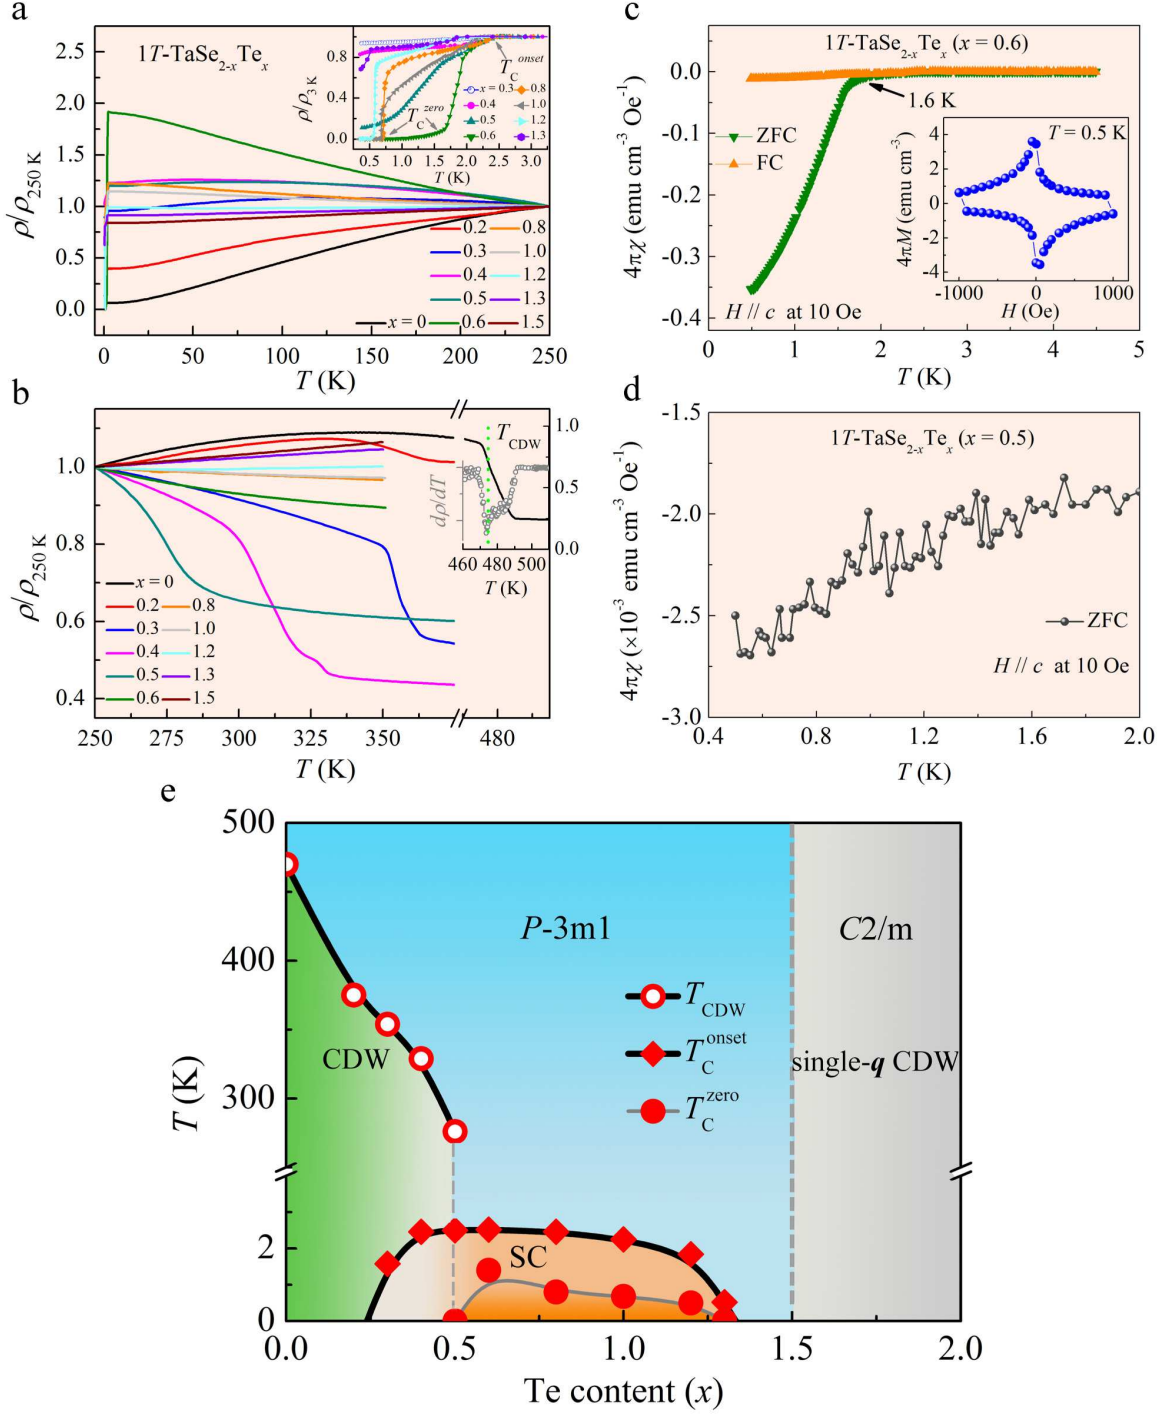 a
1T-TaSe2-xTex
ρ/ρ250 K
2.5
2.0
1.5
1.0
0.5
0.0
0
50
100
150
200
250
T (K)
x = 0
0.2
0.3
0.4
0.5
0.6
0.8
1.0
1.2
1.3
1.5
ρ/ρ3 K
0.8
0.4
0.0
0.5 1.0 1.5 2.0 2.5 3.0
T (K)
TC onset
TC zero
x = 0.3
0.4
0.5
0.6
0.8
1.0
1.2
1.3
b
ρ/ρ250 K
1.0
0.8
0.6
0.4
250
275
300
325
350
480
T (K)
x = 0
0.2
0.3
0.4
0.5
0.6
0.8
1.0
1.2
1.3
1.5
TCDW
dρ/dT
1.0
0.5
0.0
460 480 500
T (K)
c
1T-TaSe2-xTex (x = 0.6)
4πχ (emu cm-3 Oe-1)
0.0
-0.1
-0.2
-0.3
-0.4
ZFC
FC
1.6 K
H // c at 10 Oe
0
1
2
3
4
5
T (K)
T = 0.5 K
4πM (emu cm-3)
4
2
0
-2
-4
-1000 0 1000
H (Oe)
d
1T-TaSe2-xTex (x = 0.5)
4πχ (×10-3 emu cm-3 Oe-1)
-1.5
-2.0
-2.5
-3.0
ZFC
H // c at 10 Oe
0.4
0.8
1.2
1.6
2.0
T (K)
e
T (K)
500
400
300
2
0
P-3m1
C2/m
TCDW
TC onset
TC zero
CDW
single-q CDW
SC
0.0
0.5
1.0
1.5
2.0
Te content (x)